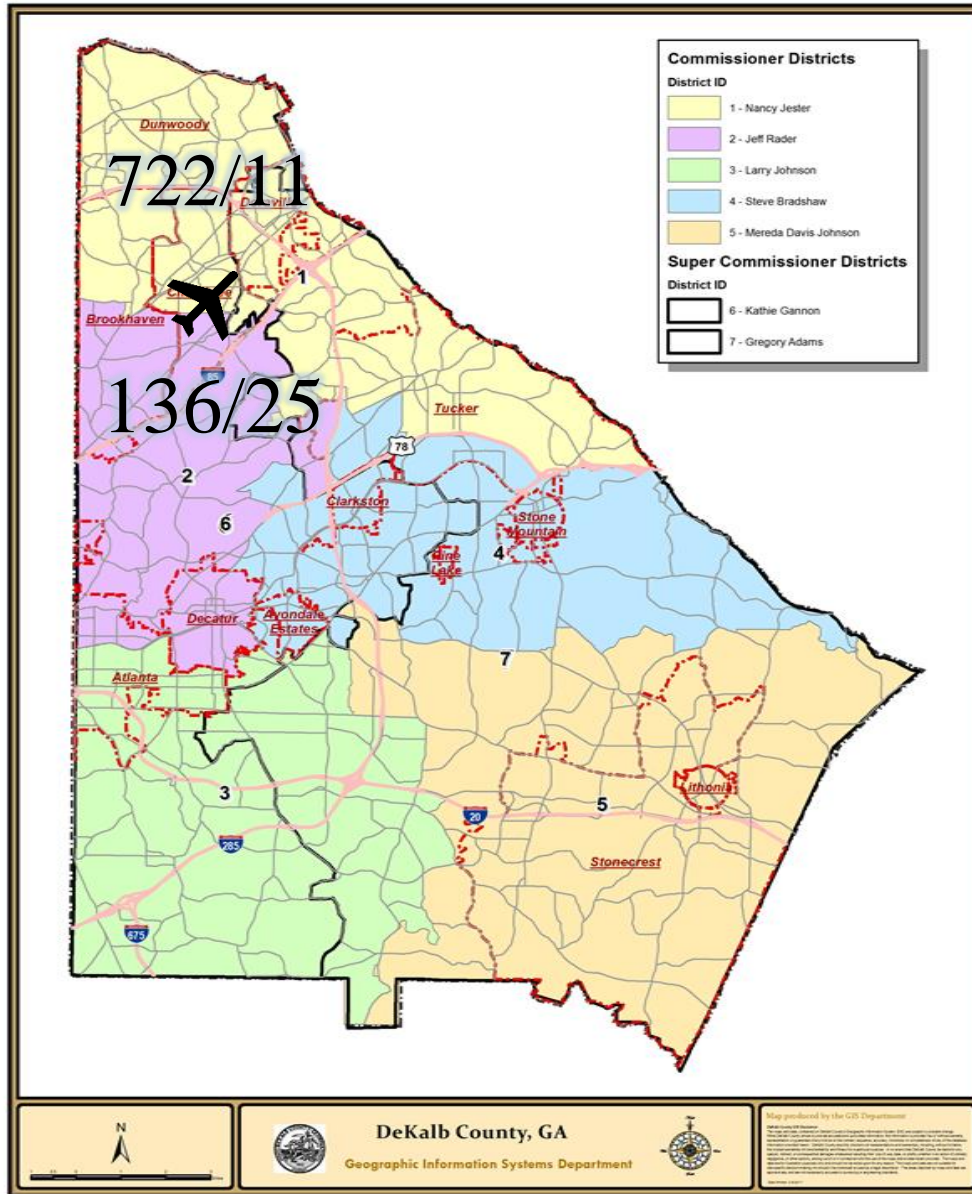 Commissioner Districts
District ID
1 - Nancy Jester
2 - Jeff Rader
3 - Larry Johnson
4 - Steve Bradshaw
5 - Mereda Davis Johnson
Super Commissioner Districts
District ID
6 - Kathie Gannon
7 - Gregory Adams
Dunwoody
722/11
1
Brookhaven
85
136/25
Tucker
78
2
Clarkston
6
Stone
Mountain
4
Lake
Decatur
Avondale
Estates
7
Atlanta
3
5
20
285
Stonecrest
675
N
DeKalb County, GA
Geographic Information Systems Department
Map produced by the GIS Department